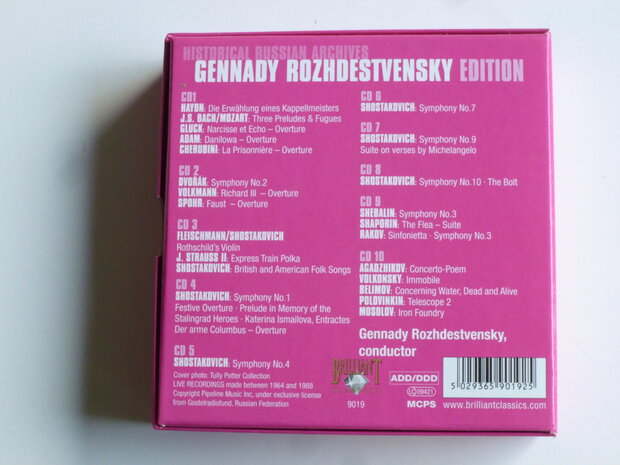 HISTORICAL RUSSIAN ARCHIVES
GENNADY ROZHDESTVENSKY EDITION
CD1
HAYDN: Die Erwählung eines Kappellmeisters
J.S. BACH/MOZART: Three Preludes & Fugues
GLUCK: Narcisse et Echo – Overture
ADAM: Danilowa – Overture
CHERUBINI: La Prisonnière – Overture
CD 2
DVOŘÁK: Symphony No.2
VOLKMANN: Richard III – Overture
SPOHR: Faust – Overture
CD 3
FLEISCHMANN/SHOSTAKOVICH
Rothschild's Violin
J. STRAUSS II: Express Train Polka
SHOSTAKOVICH: British and American Folk Songs
CD 4
SHOSTAKOVICH: Symphony No.1
Festive Overture · Prelude in Memory of the
Stalingrad Heroes · Katerina Ismailova, Entractes
Der arme Columbus – Overture
CD 5
SHOSTAKOVICH: Symphony No.4
Cover photo: Tully Potter Collection
LIVE RECORDINGS made between 1964 and 1988
Copyright Pipeline Music Inc, under exclusive license
from Gostelradiofund, Russian Federation
CD 6
SHOSTAKOVICH: Symphony No.7
CD 7
SHOSTAKOVICH: Symphony No.9
Suite on verses by Michelangelo
CD 8
SHOSTAKOVICH: Symphony No.10 · The Bolt
CD 9
SHEBALIN: Symphony No.3
SHAPORIN: The Flea – Suite
RAKOV: Sinfonietta · Symphony No.3
CD 10
AGADZHIKOV: Concerto-Poem
VOLKONSKY: Immobile
BELIMOV: Concerning Water, Dead and Alive
POLOVINKIN: Telescope 2
MOSOLOV: Iron Foundry
Gennady Rozhdestvensky,
conductor
BRILLIANT
CLASSICS
9019
ADD/DDD
LC09421
MCPS
5 029365 901925
www.brilliantclassics.com